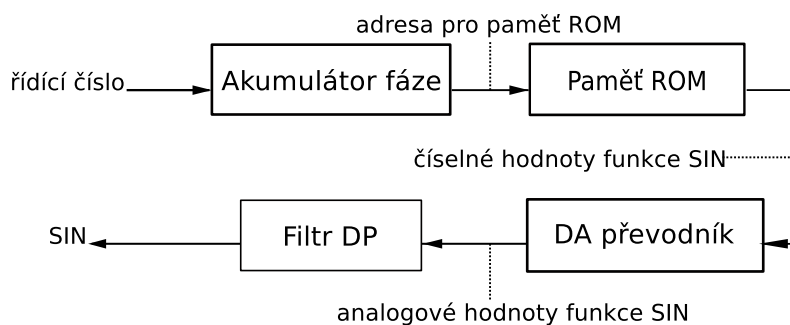 adresa pro paměť ROM
řídící číslo
Akumulátor fáze
Paměť ROM
číselné hodnoty funkce SIN
SIN
Filtr DP
DA převodník
analogové hodnoty funkce SIN